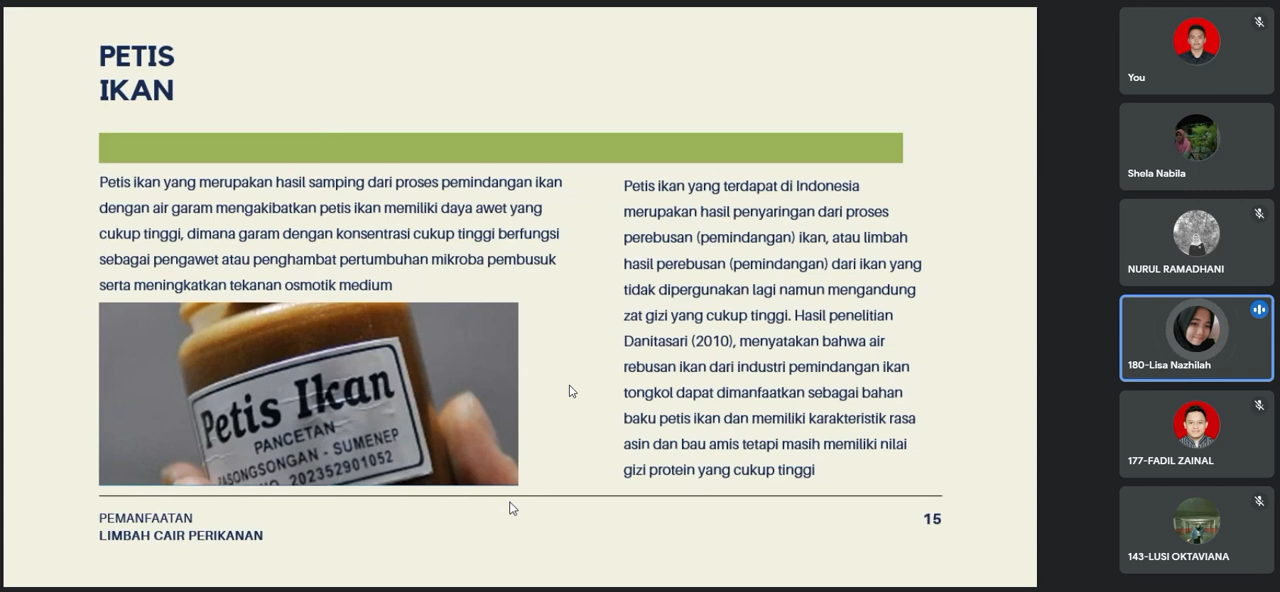 PETIS
IKAN
Petis ikan yang merupakan hasil samping dari proses pemindangan ikan
dengan air garam mengakibatkan petis ikan memiliki daya awet yang
cukup tinggi, dimana garam dengan konsentrasi cukup tinggi berfungsi
sebagai pengawet atau penghambat pertumbuhan mikroba pembusuk
serta meningkatkan tekanan osmotik medium
Petis Ikan
PANCETAN
PASONGSONGAN - SUMENEP
NO. 202352901052
Petis ikan yang terdapat di Indonesia
merupakan hasil penyaringan dari proses
perebusan (pemindangan) ikan, atau limbah
hasil perebusan (pemindangan) dari ikan yang
tidak dipergunakan lagi namun mengandung
zat gizi yang cukup tinggi. Hasil penelitian
Danitasari (2010), menyatakan bahwa air
rebusan ikan dari industri pemindangan ikan
tongkol dapat dimanfaatkan sebagai bahan
baku petis ikan dan memiliki karakteristik rasa
asin dan bau amis tetapi masih memiliki nilai
gizi protein yang cukup tinggi
PEMANFAATAN
LIMBAH CAIR PERIKANAN
15
You
Shela Nabila
NURUL RAMADHANI
180-Lisa Nazhilah
177-FADIL ZAINAL
143-LUSI OKTAVIANA